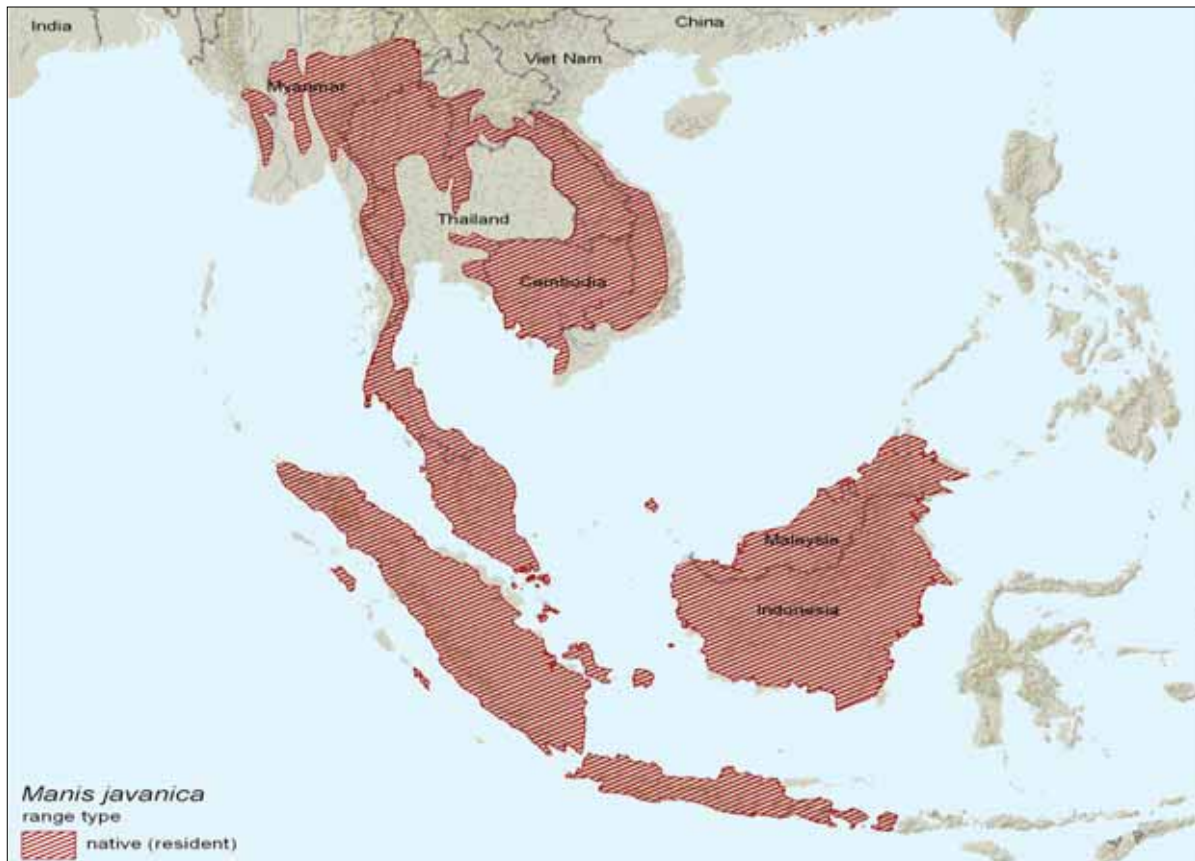 India
China
Viet Nam
Myanmar
Thailand
Cambodia
Malaysia
Indonesia
Manis javanica
range type
native (resident)